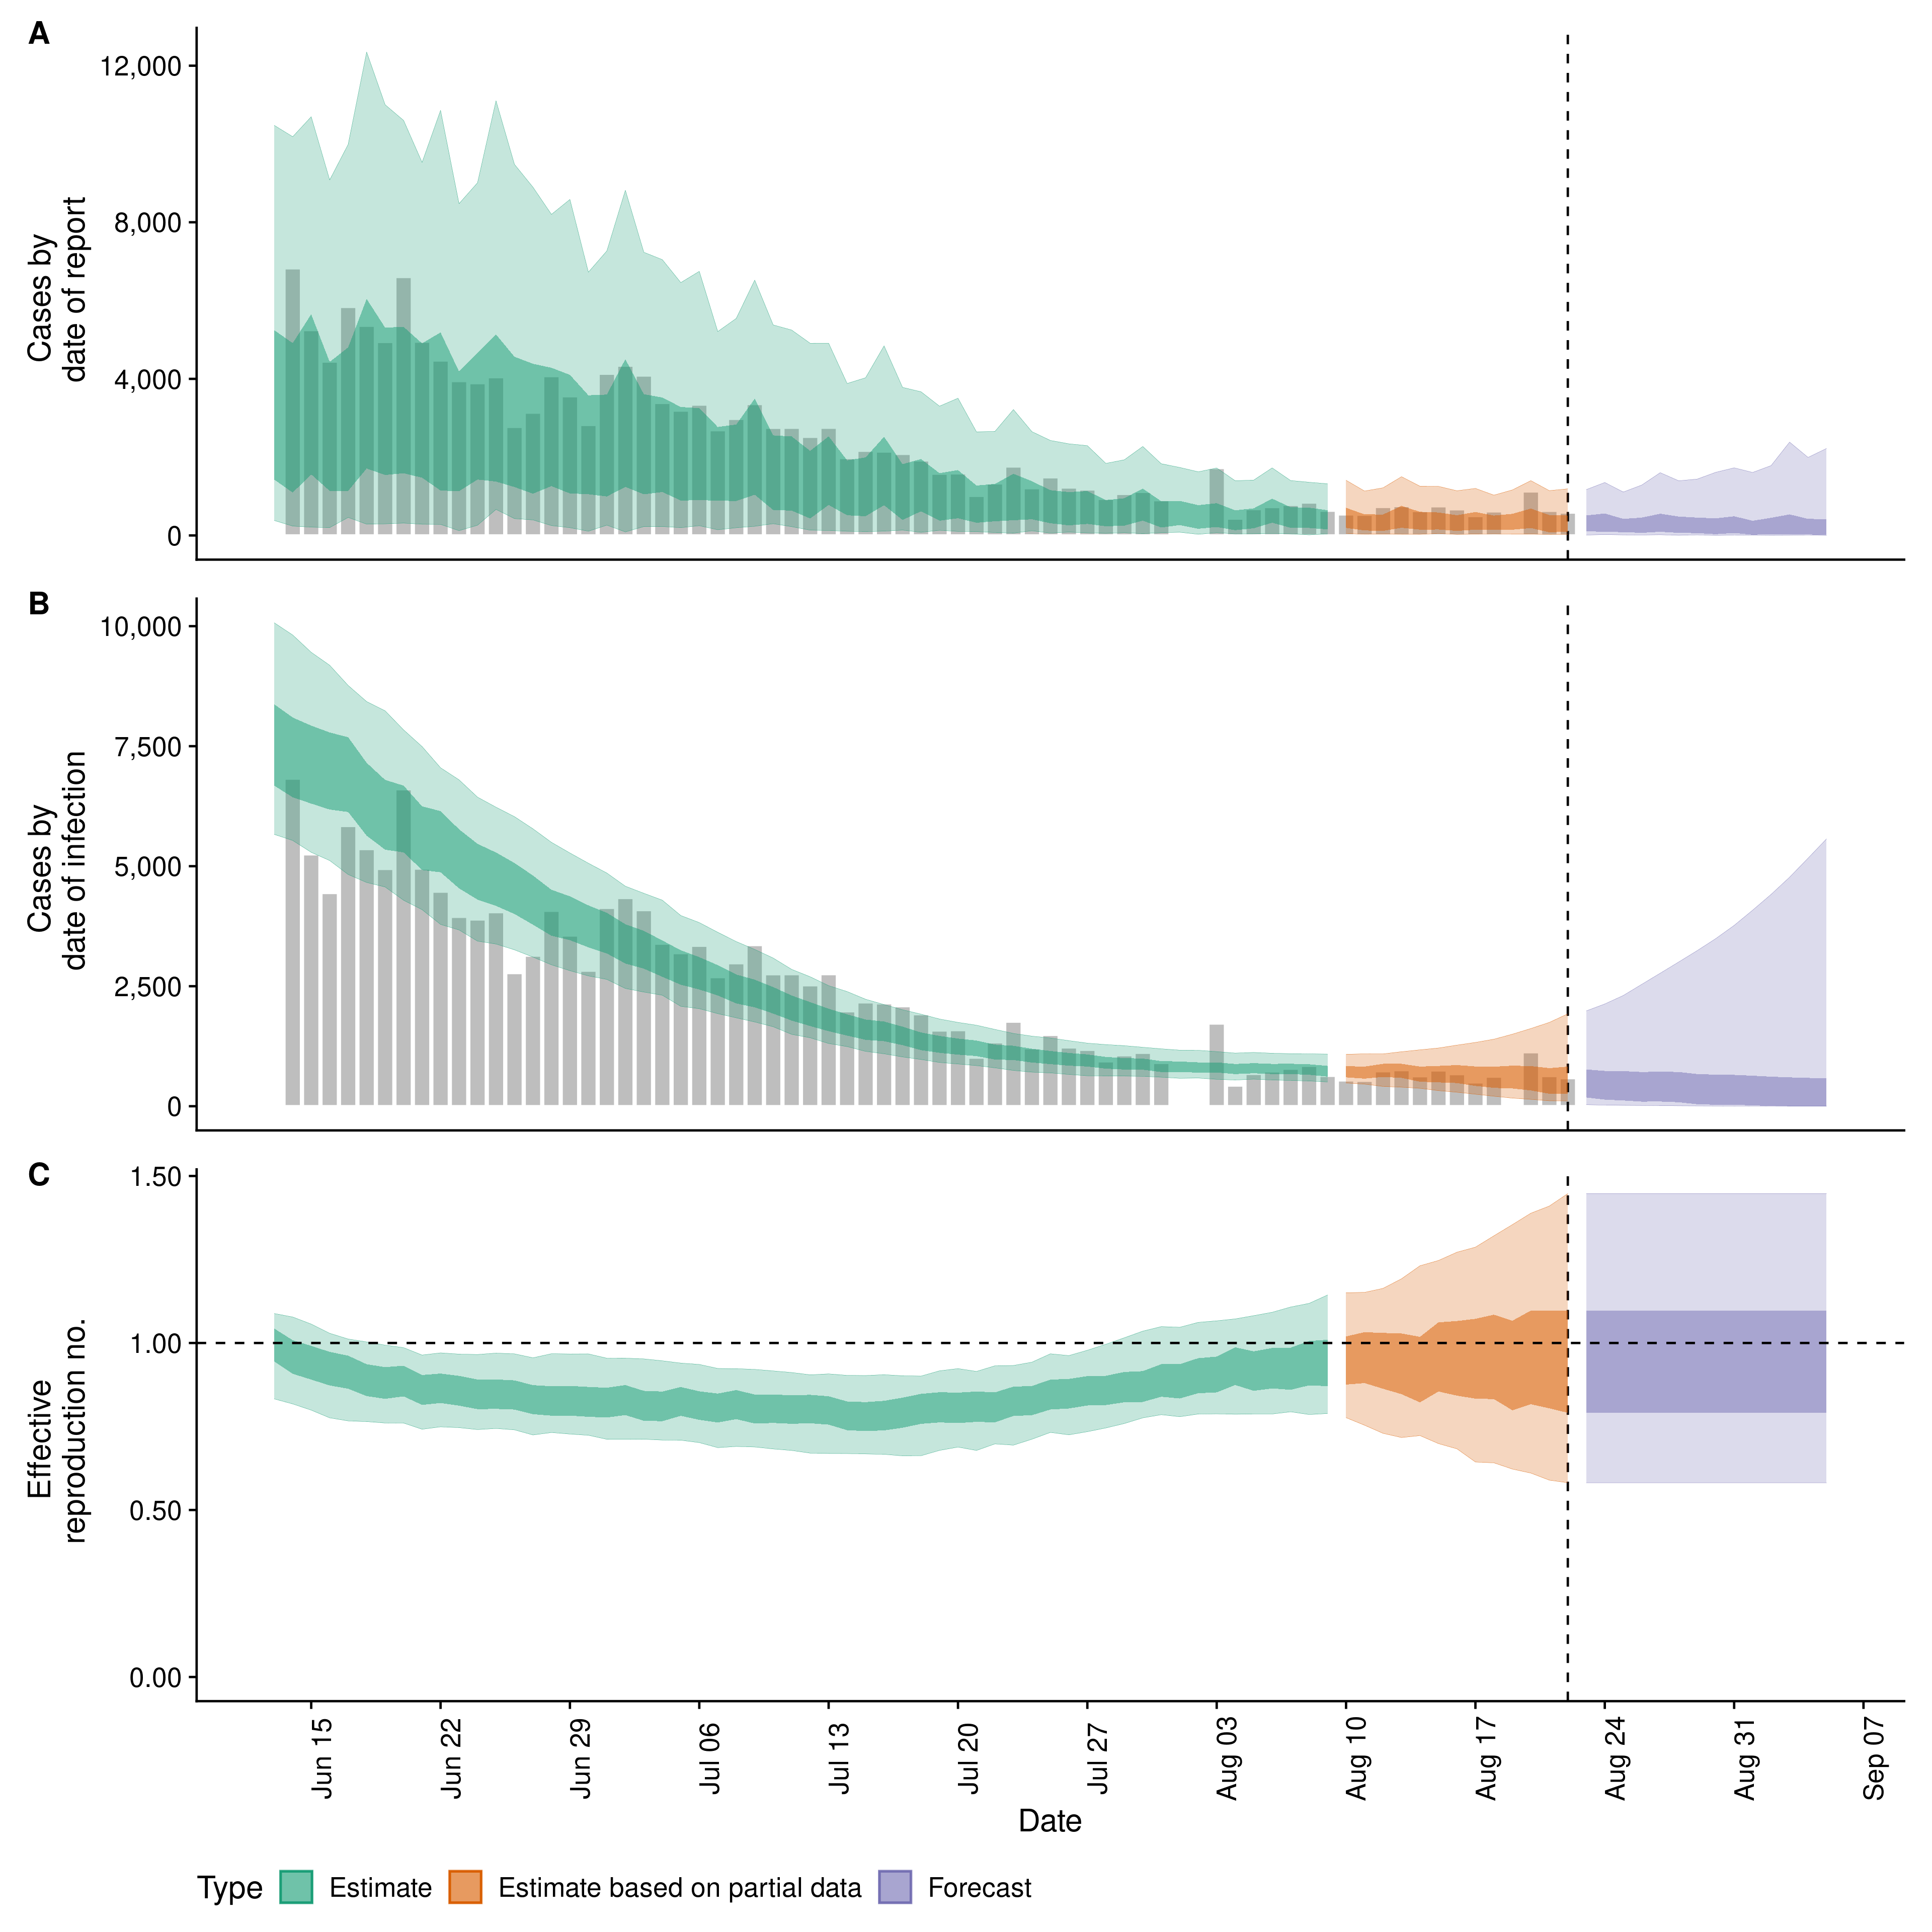 A
12,000
8,000
4,000
0
Cases by
date of report
B
10,000
7,500
5,000
2,500
0
Cases by
date of infection
C
1.50
1.00
0.50
0.00
Effective
reproduction no.
Jun 15
Jun 22
Jun 29
Jul 06
Jul 13
Jul 20
Jul 27
Aug 03
Aug 10
Aug 17
Aug 24
Aug 31
Sep 07
Date
Type Estimate Estimate based on partial data Forecast